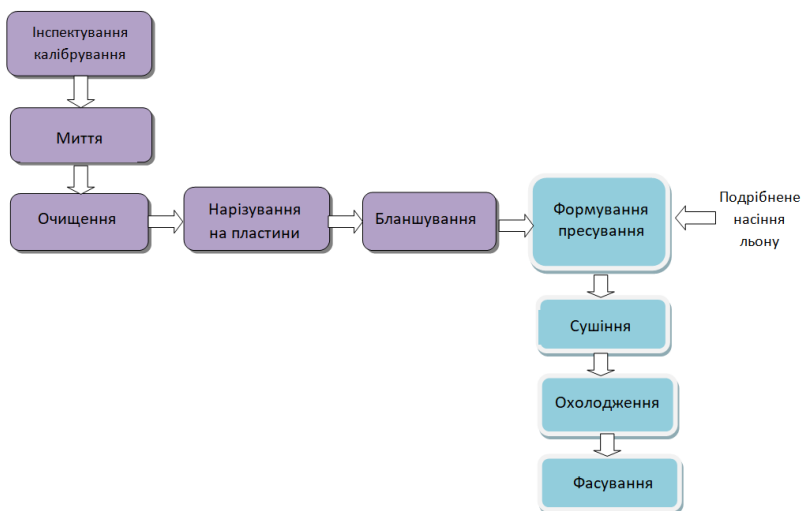 Інспектування
калібрування
Миття
Очищення
Нарізування
на пластини
Бланшування
Формування
пресування
Подрібнене
насіння
льону
Сушіння
Охолодження
Фасування